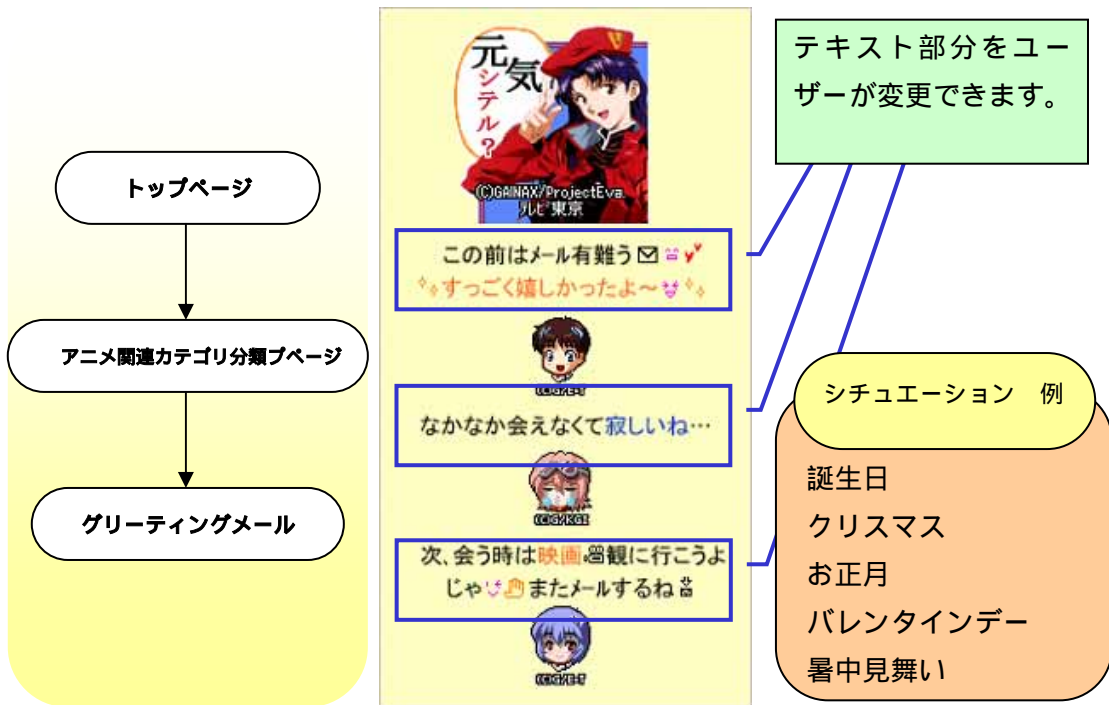 トップページ
アニメ関連カテゴリ分類プページ
グリーティングメール
元気
シテル?
(C)GAINAX/ProjectEva.
テレビ東京
この前はメール有難う
すっごく嬉しかったよ~
なかなか会えなくて寂しいね…
次、会う時は映画観に行こうよ
じゃ またメールするね
テキスト部分をユー
ザーが変更できます。
シチュエーション 例
誕生日
クリスマス
お正月
バレンタインデー
暑中見舞い